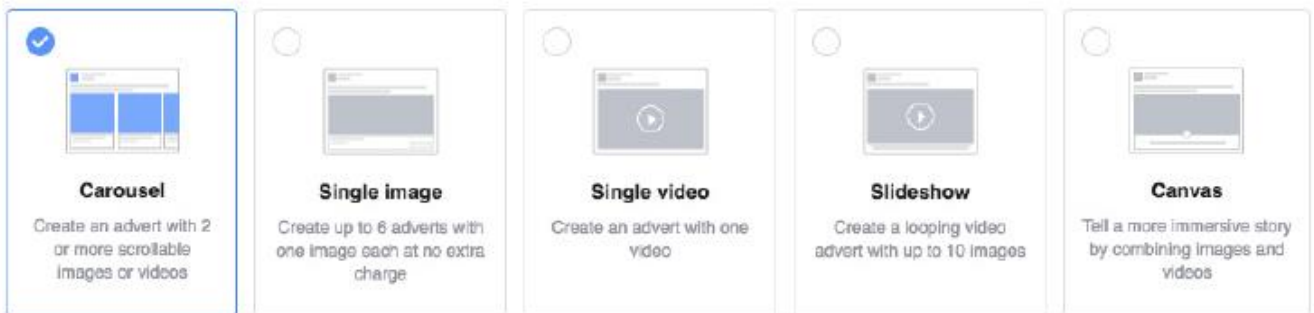 Carousel
Create an advert with 2
or more scrollable
images or videos
Single image
Create up to 6 adverts with
one image each at no extra
charge
Single video
Create an advert with one
video
Slideshow
Create a looping video
advert with up to 10 images
Canvas
Tell a more immersive story
by combining images and
videos